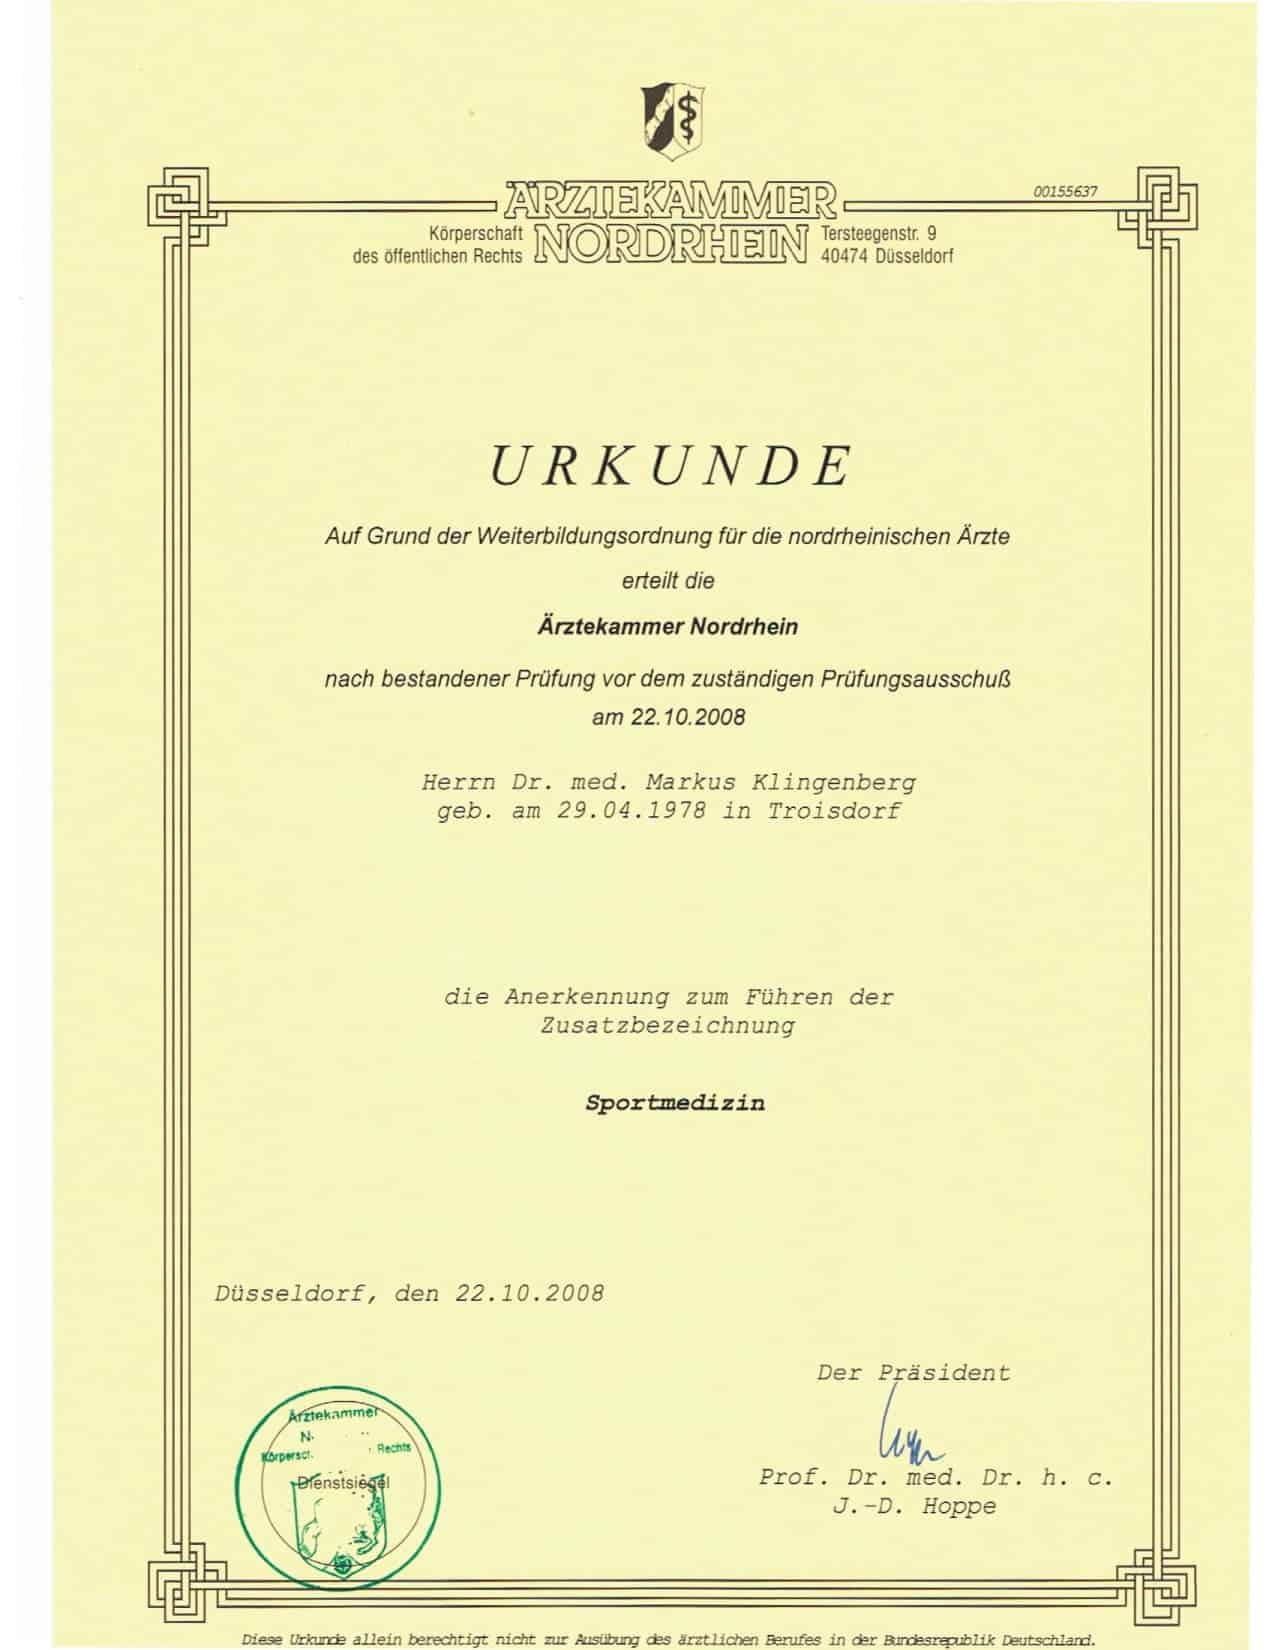 ÄRZTEKAMMER
00155637
Körperschaft NORDRHEIN Tersteegenstr. 9
des öffentlichen Rechts 40474 Düsseldorf
URKUNDE
Auf Grund der Weiterbildungsordnung für die nordrheinischen Ärzte
erteilt die
Ärztekammer Nordrhein
nach bestandener Prüfung vor dem zuständigen Prüfungsausschuß
am 22.10.2008
Herrn Dr. med. Markus Klingenberg
geb. am 29.04.1978 in Troisdorf
die Anerkennung zum Führen der
Zusatzbezeichnung
Sportmedizin
Düsseldorf, den 22.10.2008
Der Präsident
Prof. Dr. med. Dr. h. c.
J.-D. Hoppe
Ärztekammer
Rechts
Dienstsiegel
Diese Urkunde allein berechtigt nicht zur Ausübung des ärztlichen Berufes in der Bundesrepublik Deutschland.